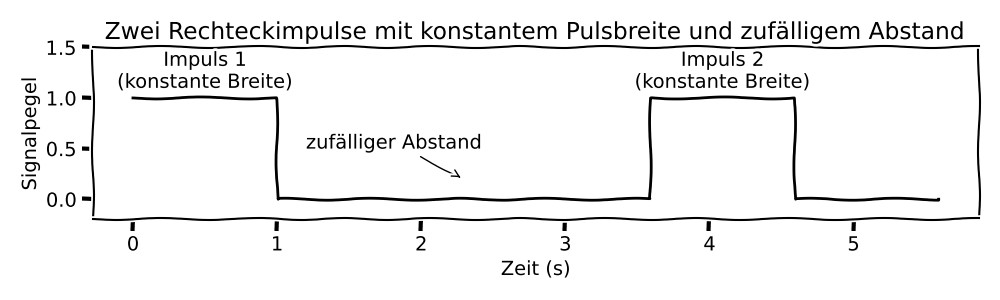 Zwei Rechteckimpulse mit konstantem Pulsbreite und zufälligem Abstand
Impuls 1
(konstante Breite)
Impuls 2
(konstante Breite)
zufälliger Abstand
Signalpegel
1.5
1.0
0.5
0.0
0 1 2 3 4 5
Zeit (s)